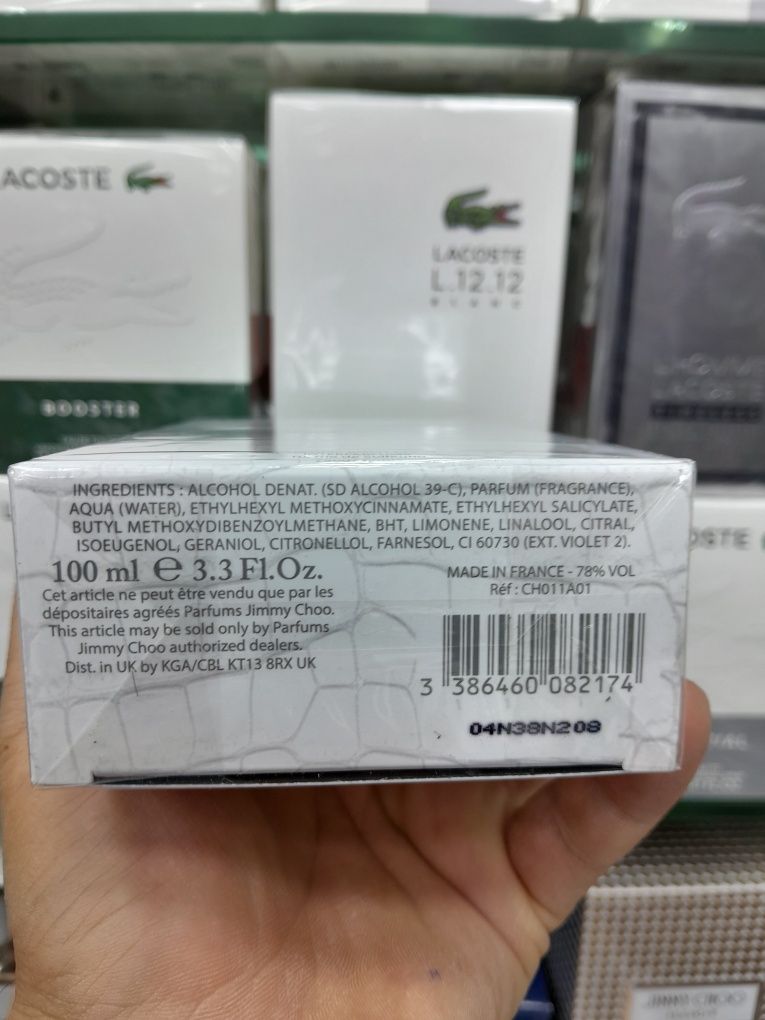 LACOSTE
LACOSTE
L.12.12
BLANC
BOOSTER
INGREDIENTS : ALCOHOL DENAT. (SD ALCOHOL 39-C), PARFUM (FRAGRANCE),
AQUA (WATER), ETHYLHEXYL METHOXYCINNAMATE, ETHYLHEXYL SALICYLATE,
BUTYL METHOXYDIBENZOYLMETHANE, BHT, LIMONENE, LINALOOL, CITRAL,
ISOEUGENOL, GERANIOL, CITRONELLOL, FARNESOL, CI 60730 (EXT. VIOLET 2).
100 ml e 3.3 Fl.Oz.
Cet article ne peut être vendu que par les
dépositaires agréés Parfums Jimmy Choo.
This article may be sold only by Parfums
Jimmy Choo authorized dealers.
Dist. in UK by KGA/CBL KT13 8RX UK
MADE IN FRANCE - 78% VOL
Réf : CH011A01
3 386460 082174
04N38N208
JIMMY CHOO